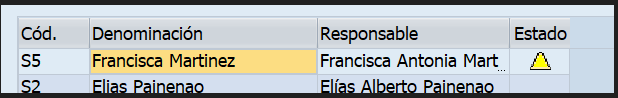 Cód. Denominación Responsable Estado
S5 Francisca Martinez Francisca Antonia Mart...
S2 Elias Painenao Elías Alberto Painenao